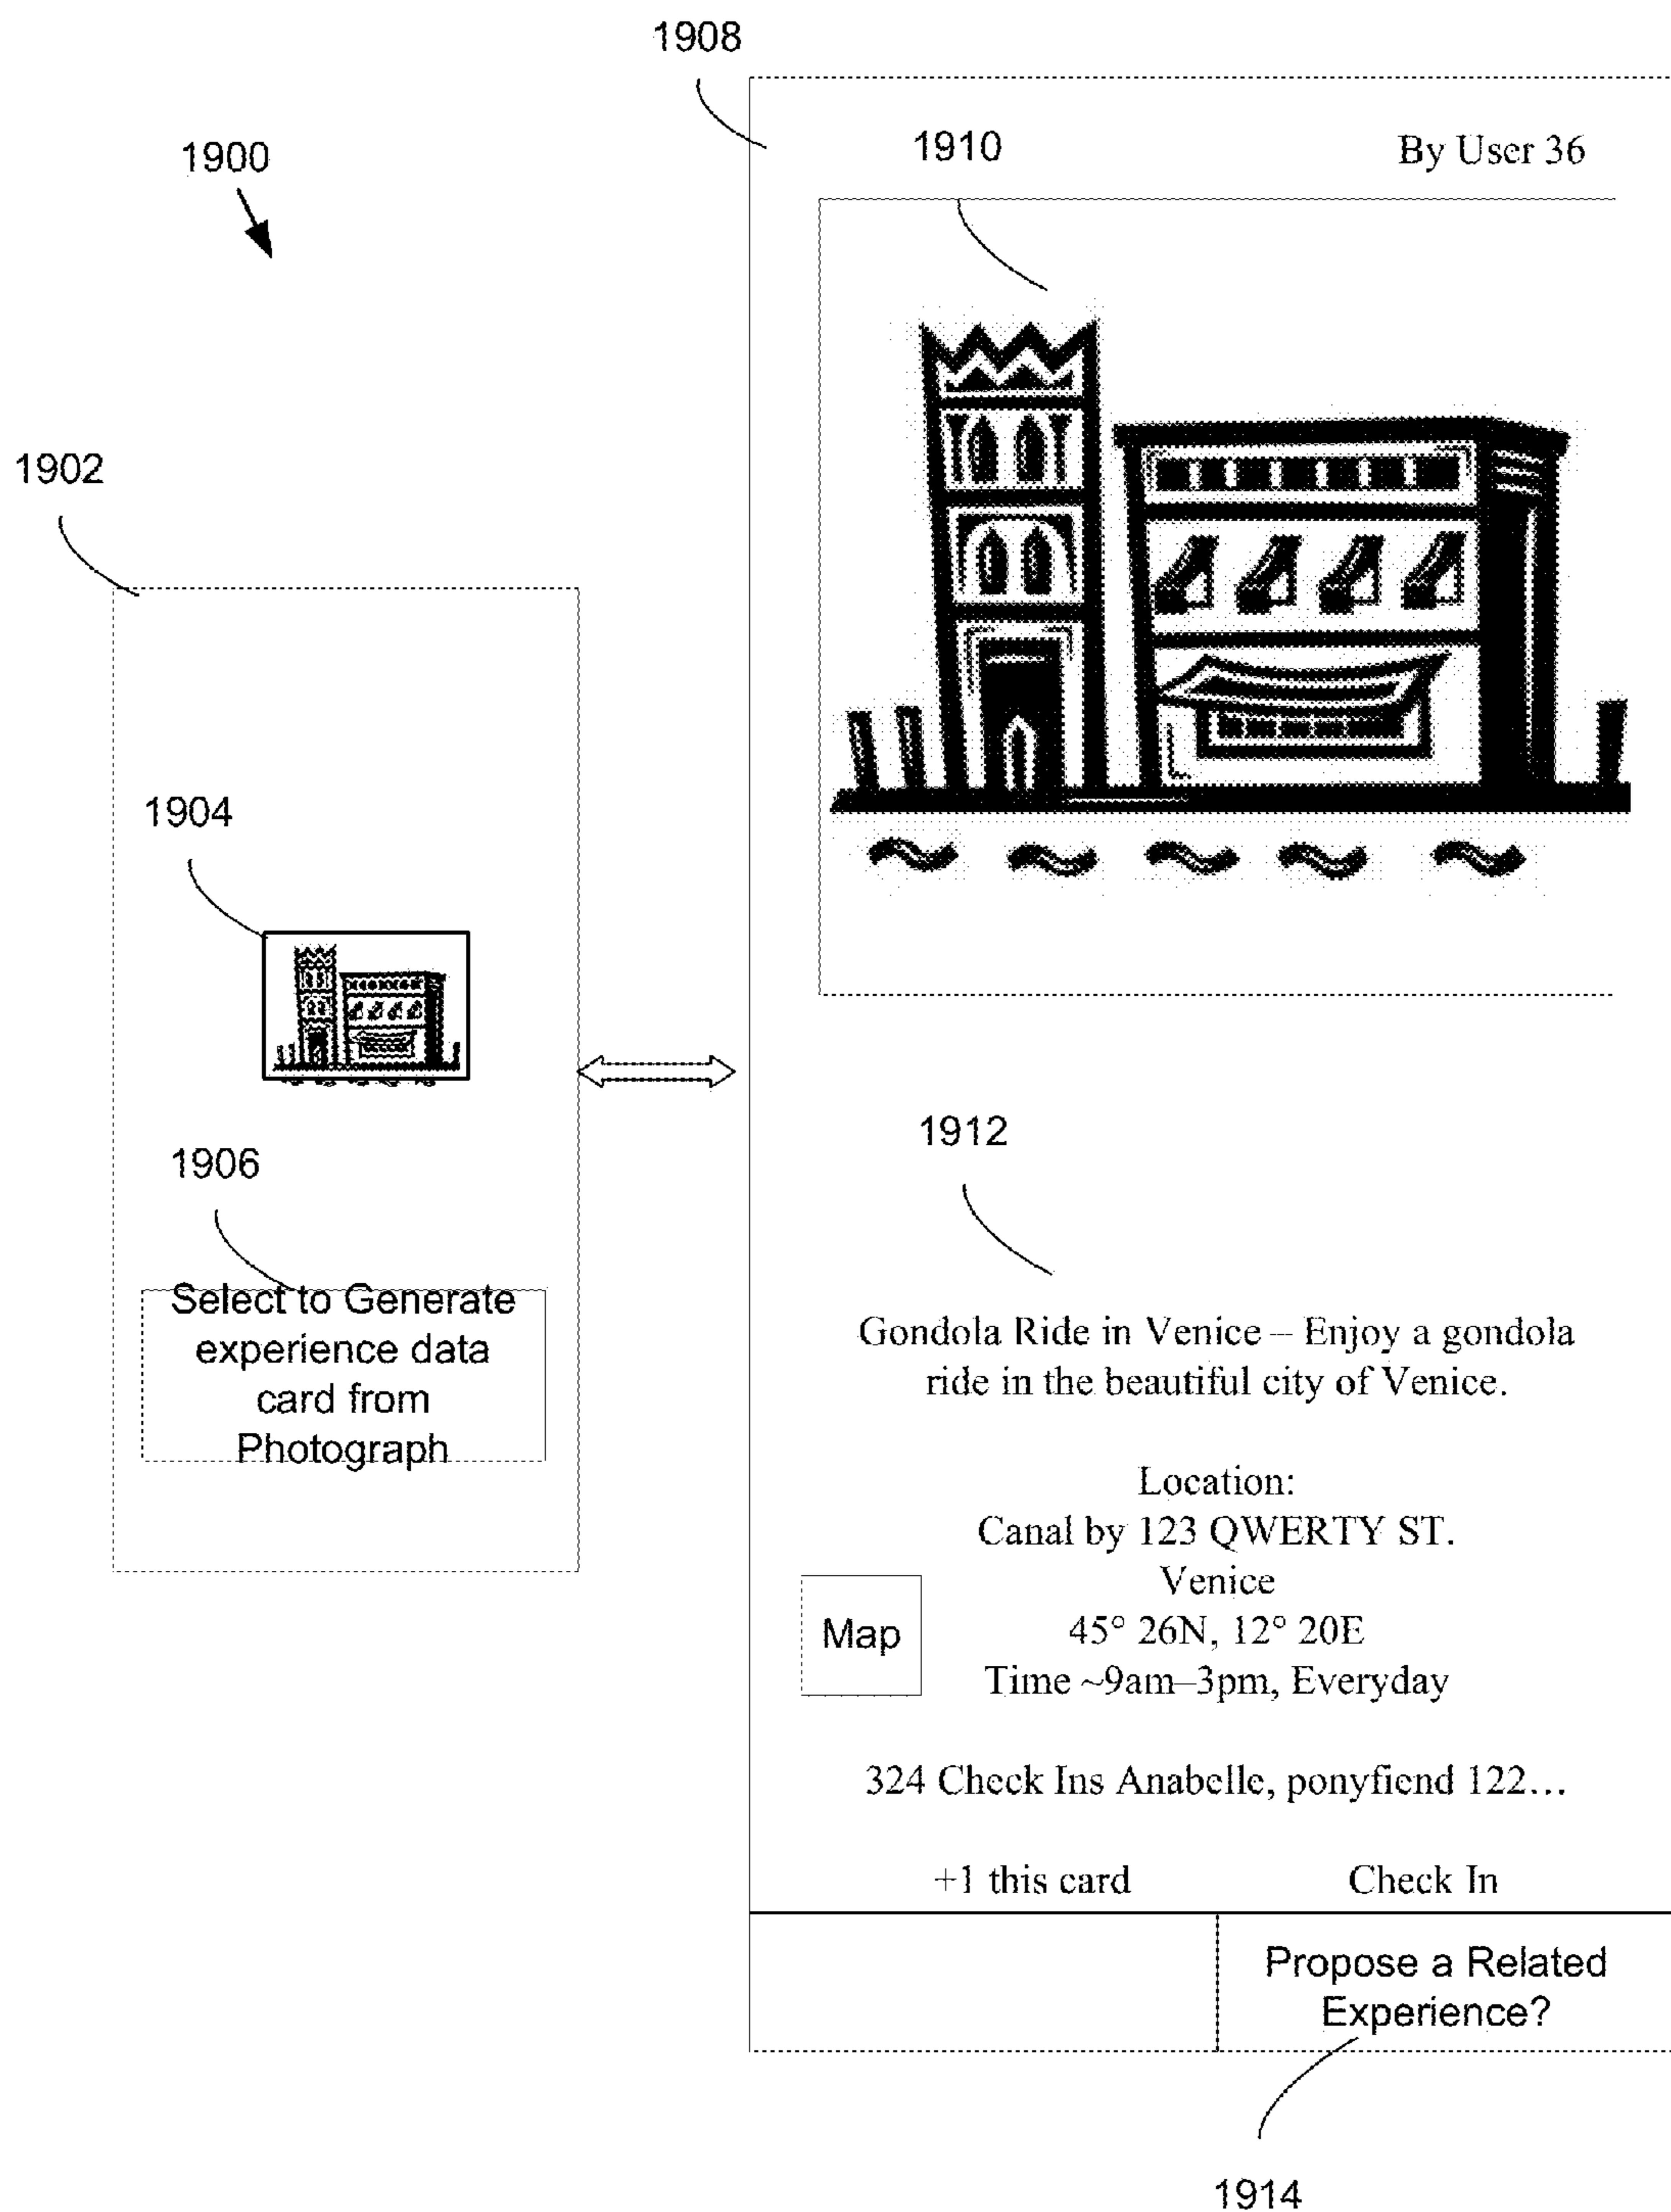 1908
1910
By User 36
1900
1902
1904
1906
Select to Generate
experience data
card from
Photograph
1912
Gondola Ride in Venice – Enjoy a gondola
ride in the beautiful city of Venice.
Location:
Canal by 123 QWERTY ST.
Venice
Map
45° 26N, 12° 20E
Time ~9am–3pm, Everyday
324 Check Ins Anabelle, ponyfiend 122…
+1 this card
Check In
Propose a Related
Experience?
1914